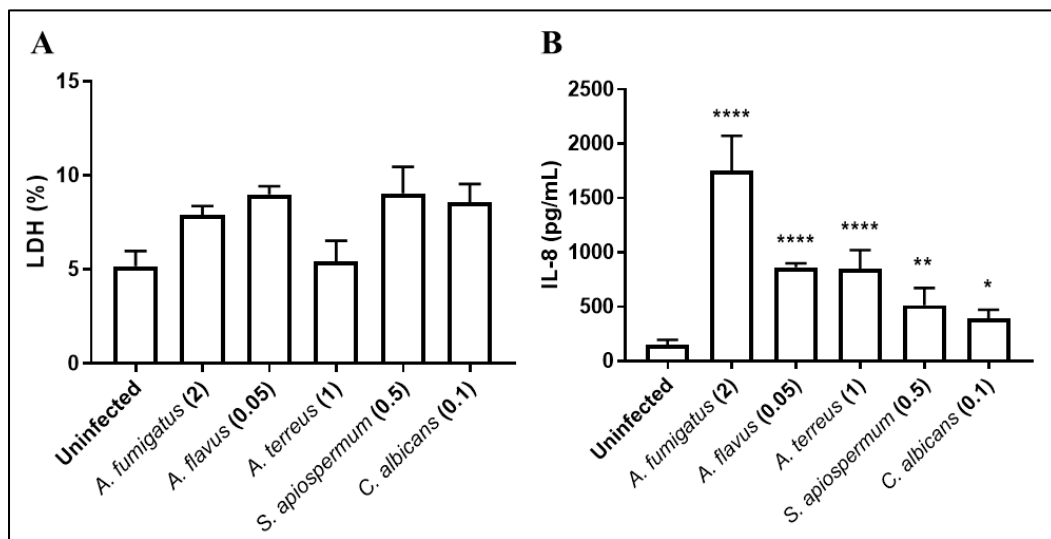 A
LDH (%)
15
10
5
0
Uninfected
A. fumigatus (2)
A. flavus (0.05)
A. terreus (1)
S. apiospermum (0.5)
C. albicans (0.1)
B
IL-8 (pg/mL)
2500
2000
1500
1000
500
0
****
****
****
**
*
Uninfected
A. fumigatus (2)
A. flavus (0.05)
A. terreus (1)
S. apiospermum (0.5)
C. albicans (0.1)